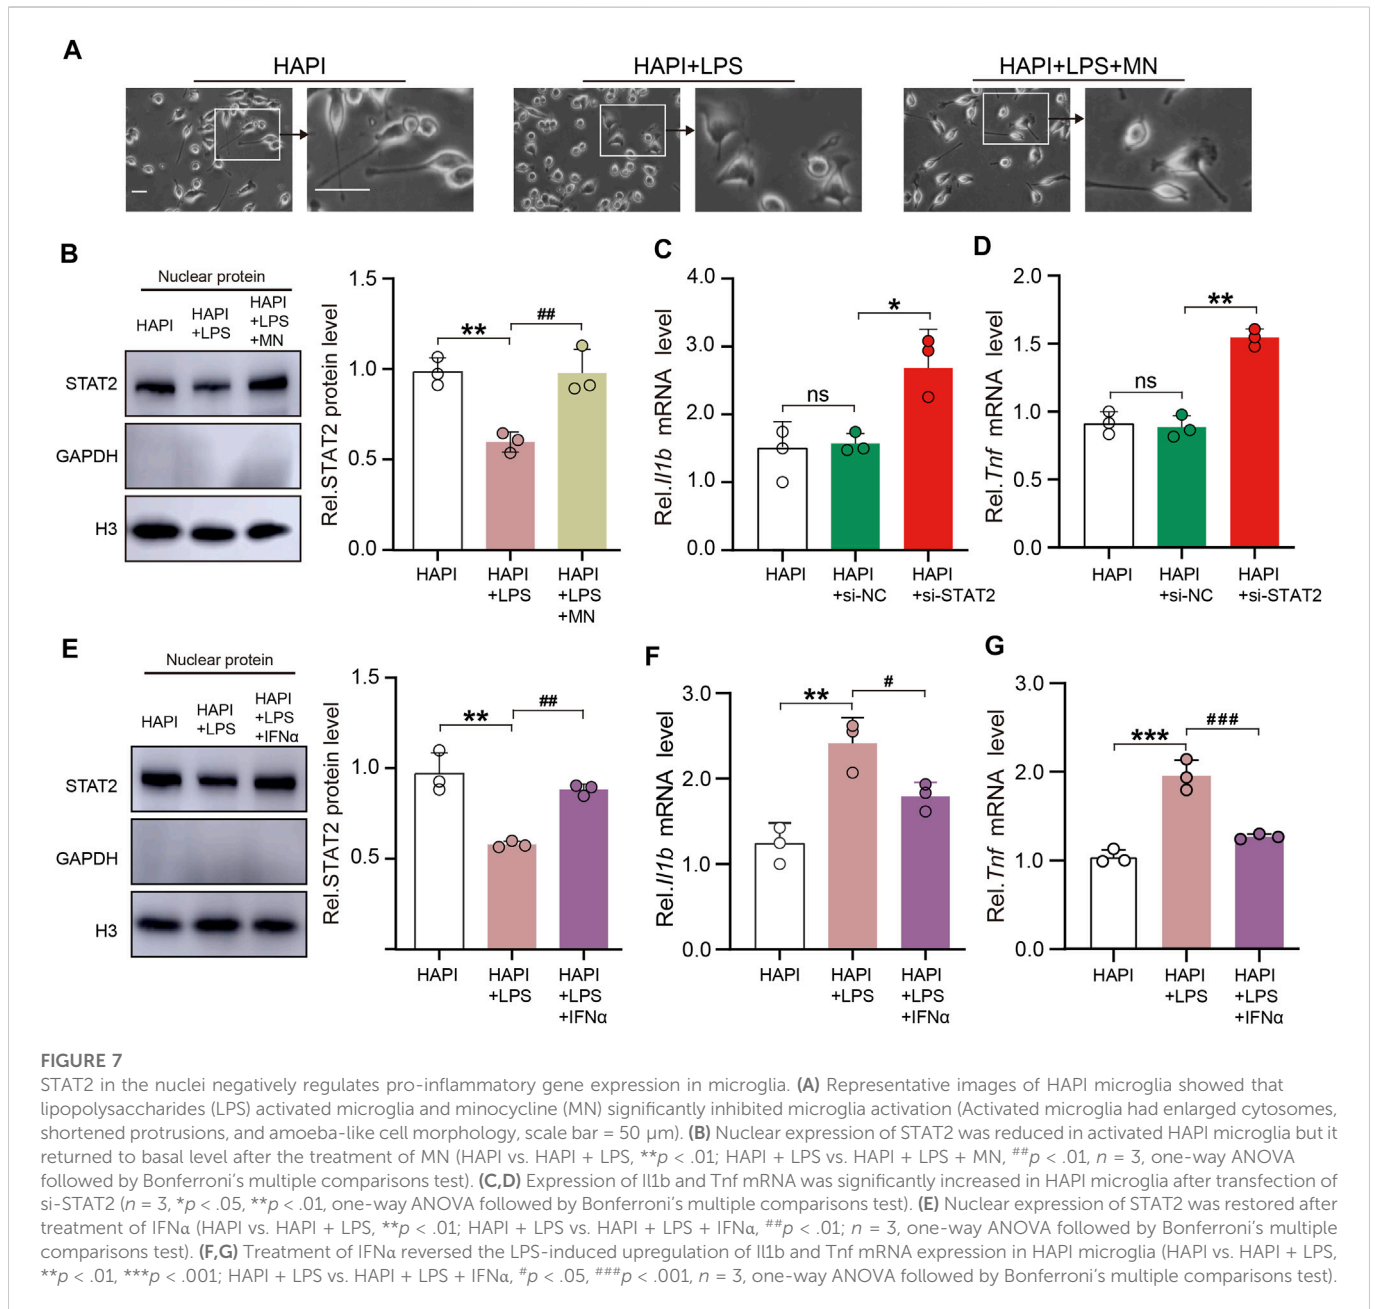 A
HAPI
HAPI+LPS
HAPI+LPS+MN
B
Nuclear protein
HAPI
HAPI
+LPS
HAPI
+LPS
+MN
STAT2
GAPDH
H3
Rel.STAT2 protein level
1.5
1.0
0.5
0.0
**
##
HAPI
HAPI
+LPS
HAPI
+LPS
+MN
C
Rel.Il1b mRNA level
4.0
3.0
2.0
1.0
0.0
ns
*
HAPI
HAPI
+si-NC
HAPI
+si-STAT2
D
Rel.Tnf mRNA level
2.0
1.5
1.0
0.5
0.0
ns
**
HAPI
HAPI
+si-NC
HAPI
+si-STAT2
E
Nuclear protein
HAPI
HAPI
+LPS
HAPI
+LPS
+IFNα
STAT2
GAPDH
H3
Rel.STAT2 protein level
1.5
1.0
0.5
**
##
HAPI
HAPI
+LPS
HAPI
+LPS
+IFNα
F
Rel.Il1b mRNA level
3.0
2.0
1.0
0.0
**
#
HAPI
HAPI
+LPS
HAPI
+LPS
+IFNα
G
Rel.Tnf mRNA level
3.0
2.0
1.0
0.0
***
###
HAPI
HAPI
+LPS
HAPI
+LPS
+IFNα
FIGURE 7
STAT2 in the nuclei negatively regulates pro-inflammatory gene expression in microglia. (A) Representative images of HAPI microglia showed that
lipopolysaccharides (LPS) activated microglia and minocycline (MN) significantly inhibited microglia activation (Activated microglia had enlarged cytosomes,
shortened protrusions, and amoeba-like cell morphology, scale bar = 50 μm). (B) Nuclear expression of STAT2 was reduced in activated HAPI microglia but it
returned to basal level after the treatment of MN (HAPI vs. HAPI + LPS, **p < .01; HAPI + LPS vs. HAPI + LPS + MN, ##p < .01, n = 3, one-way ANOVA
followed by Bonferroni's multiple comparisons test). (C,D) Expression of Il1b and Tnf mRNA was significantly increased in HAPI microglia after transfection of
si-STAT2 (n = 3, *p < .05, **p < .01, one-way ANOVA followed by Bonferroni's multiple comparisons test). (E) Nuclear expression of STAT2 was restored after
treatment of IFNα (HAPI vs. HAPI + LPS, **p < .01; HAPI + LPS vs. HAPI + LPS + IFNα, ##p < .01; n = 3, one-way ANOVA followed by Bonferroni's multiple
comparisons test). (F,G) Treatment of IFNα reversed the LPS-induced upregulation of Il1b and Tnf mRNA expression in HAPI microglia (HAPI vs. HAPI + LPS,
**p < .01, ***p < .001; HAPI + LPS vs. HAPI + LPS + IFNα, #p < .05, ###p < .001, n = 3, one-way ANOVA followed by Bonferroni's multiple comparisons test).